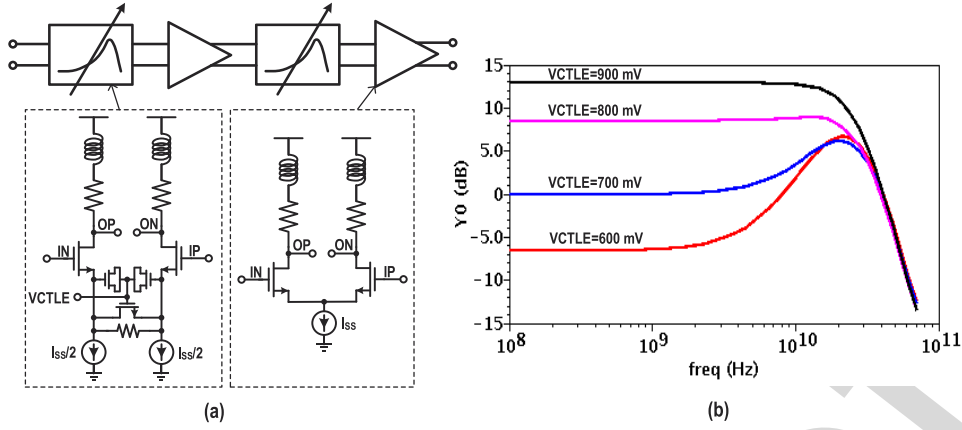 OP
ON
IN
IP
VCTLE
ISS/2
ISS/2
OP
ON
IN
IP
ISS
(a)
15
10
5.0
0
-5.0
-10
-15
Y0 (dB)
VCTLE=900 mV
VCTLE=800 mV
VCTLE=700 mV
VCTLE=600 mV
10^8
10^9
10^10
10^11
freq (Hz)
(b)